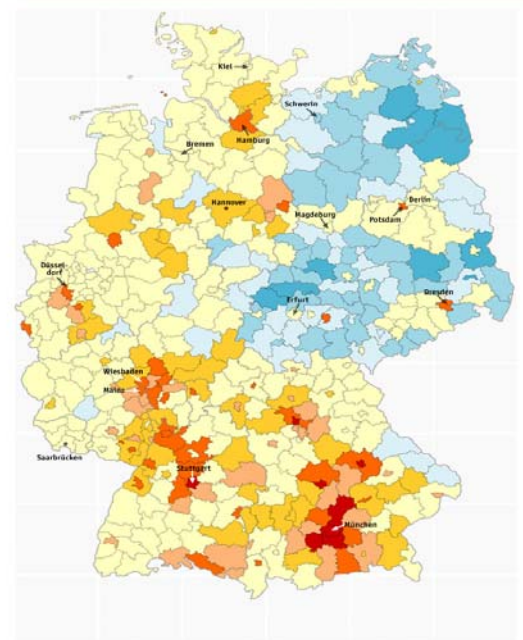 Kiel
Schwerin
Hamburg
Bremen
Berlin
Hannover
Magdeburg
Potsdam
Düssel-
dorf
Erfurt
Dresden
Wiesbaden
Mainz
Saarbrücken
Stuttgart
München